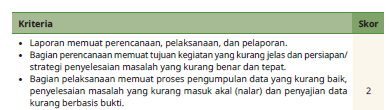 Kriteria Skor
• Laporan memuat perencanaan, pelaksanaan, dan pelaporan.
• Bagian perencanaan memuat tujuan kegiatan yang kurang jelas dan persiapan/
strategi penyelesaian masalah yang kurang benar dan tepat.
• Bagian pelaksanaan memuat proses pengumpulan data yang kurang baik,
penyelesaian masalah yang kurang masuk akal (nalar) dan penyajian data 2
kurang berbasis bukti.